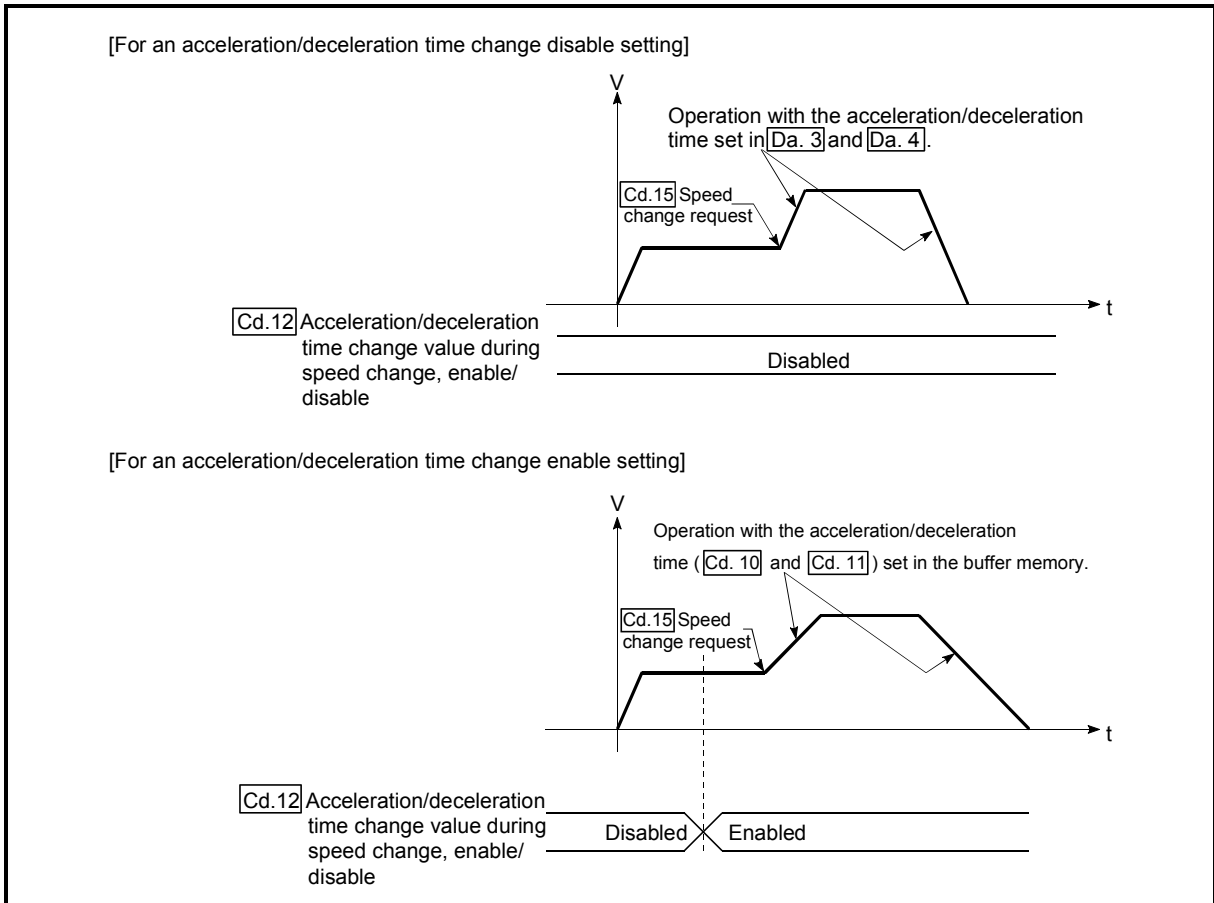 [For an acceleration/deceleration time change disable setting]
V
Operation with the acceleration/deceleration
time set in Da. 3 and Da. 4.
Cd.15 Speed
change request
t
Cd.12 Acceleration/deceleration
time change value during
speed change, enable/
disable
Disabled
[For an acceleration/deceleration time change enable setting]
V
Operation with the acceleration/deceleration
time ( Cd. 10 and Cd. 11 ) set in the buffer memory.
Cd.15 Speed
change request
t
Cd.12 Acceleration/deceleration
time change value during
speed change, enable/
disable
Disabled Enabled